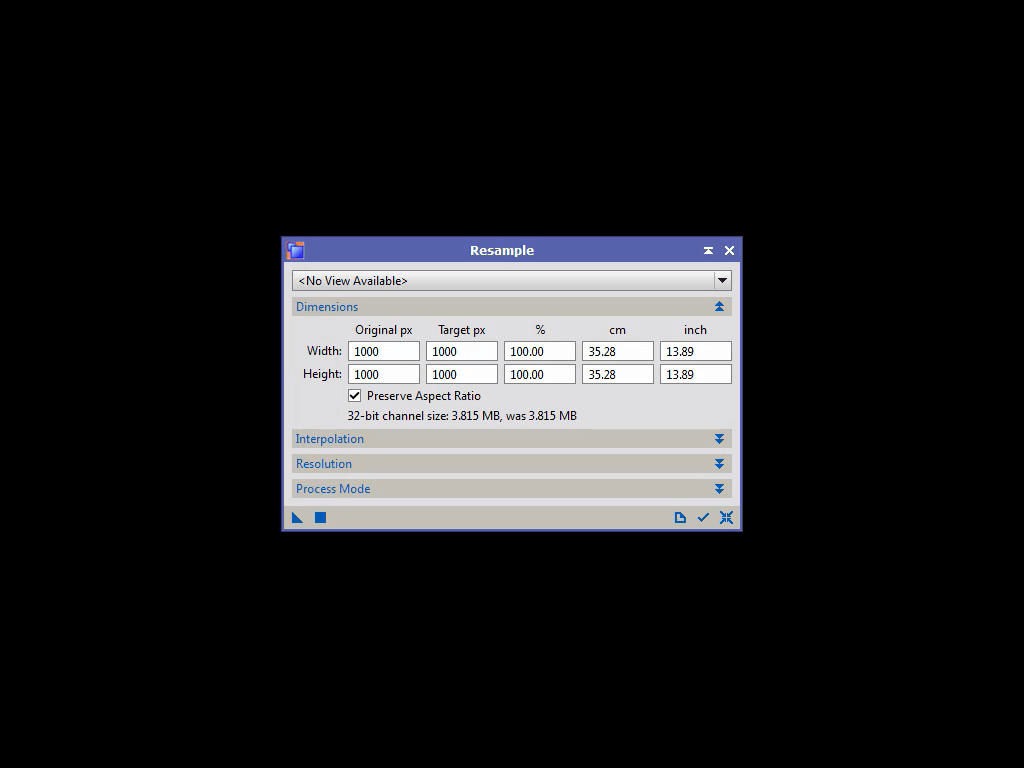 Resample
<No View Available>
Dimensions
Original px Target px % cm inch
Width: 1000 1000 100.00 35.28 13.89
Height: 1000 1000 100.00 35.28 13.89
Preserve Aspect Ratio
32-bit channel size: 3.815 MB, was 3.815 MB
Interpolation
Resolution
Process Mode